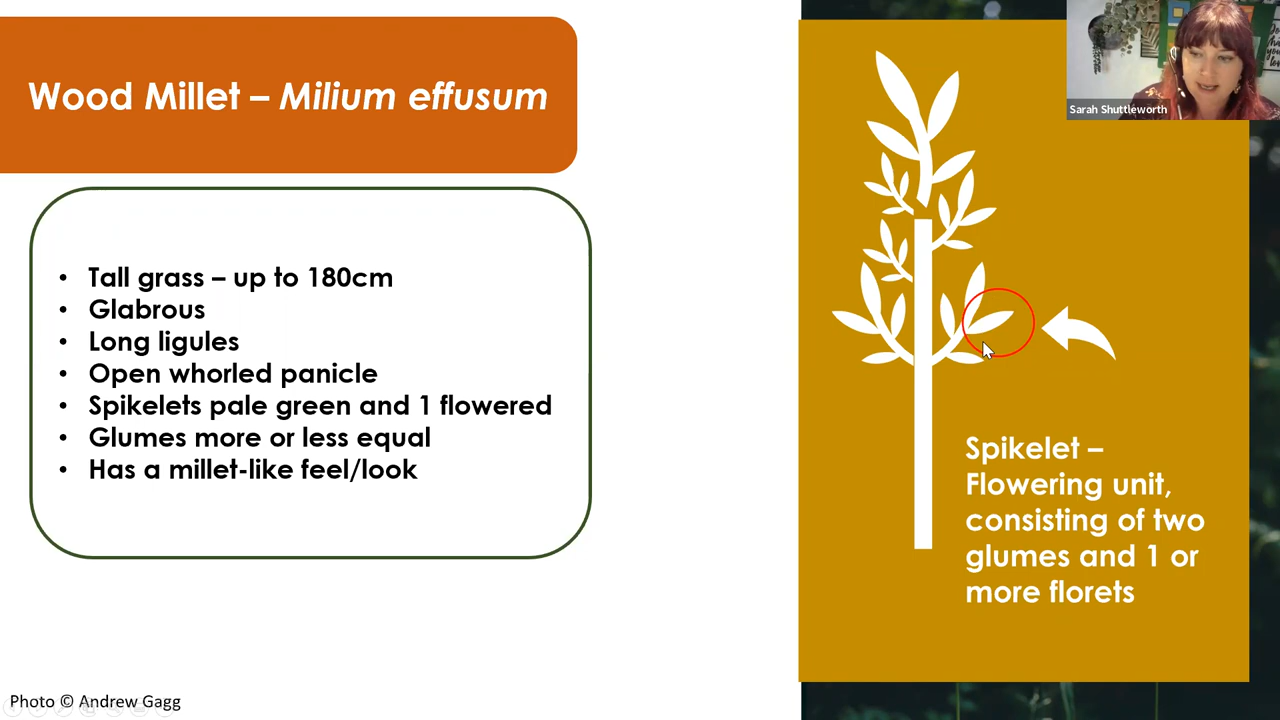 Wood Millet – Milium effusum
Sarah Shuttleworth
• Tall grass – up to 180cm
• Glabrous
• Long ligules
• Open whorled panicle
• Spikelets pale green and 1 flowered
• Glumes more or less equal
• Has a millet-like feel/look
Spikelet –
Flowering unit,
consisting of two
glumes and 1 or
more florets
Photo © Andrew Gagg